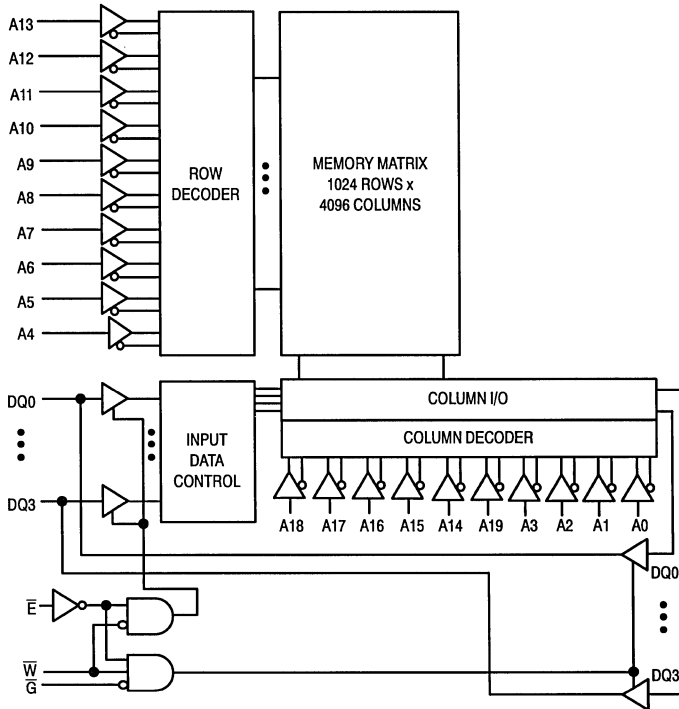 A13
A12
A11
A10
A9
A8
A7
A6
A5
A4
ROW
DECODER
MEMORY MATRIX
1024 ROWS x
4096 COLUMNS
DQ0
DQ3
INPUT
DATA
CONTROL
COLUMN I/O
COLUMN DECODER
A18 A17 A16 A15 A14 A19 A3 A2 A1 A0
DQ0
DQ3
E̅
W̅
G̅